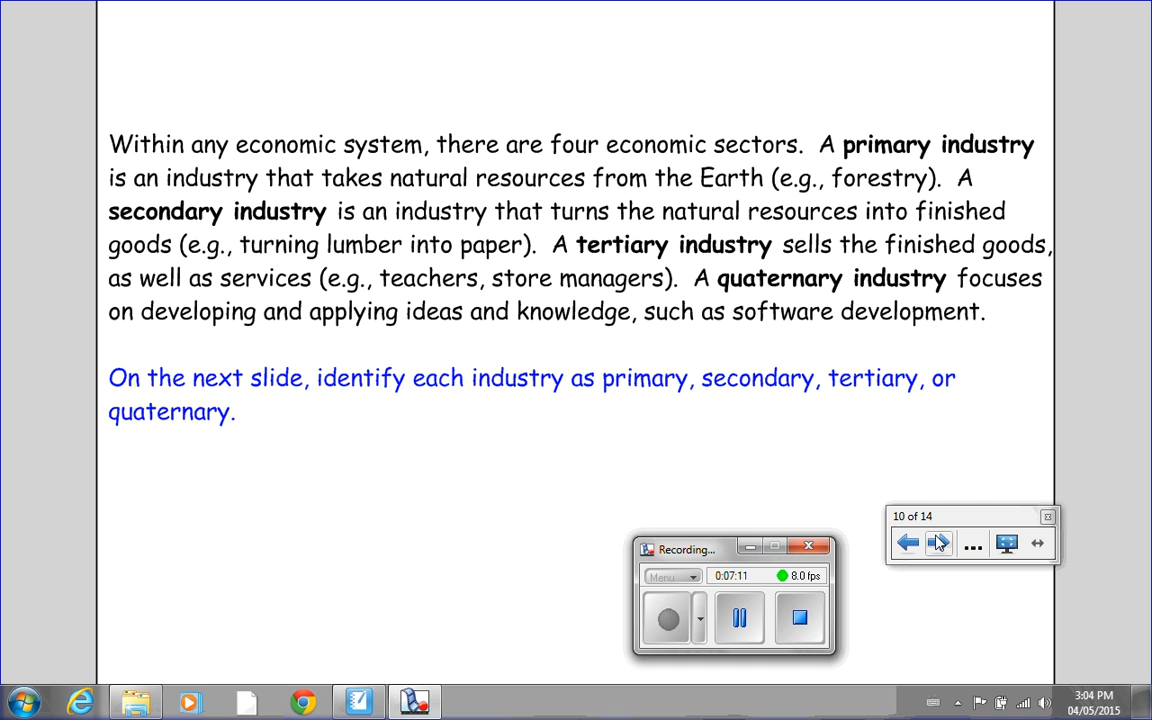 Within any economic system, there are four economic sectors.  A primary industry
is an industry that takes natural resources from the Earth (e.g., forestry).  A
secondary industry is an industry that turns the natural resources into finished
goods (e.g., turning lumber into paper).  A tertiary industry sells the finished goods,
as well as services (e.g., teachers, store managers).  A quaternary industry focuses
on developing and applying ideas and knowledge, such as software development.
On the next slide, identify each industry as primary, secondary, tertiary, or
quaternary.
10 of 14
Recording...
Menu
0:07:11
8.0 fps
3:04 PM
04/05/2015